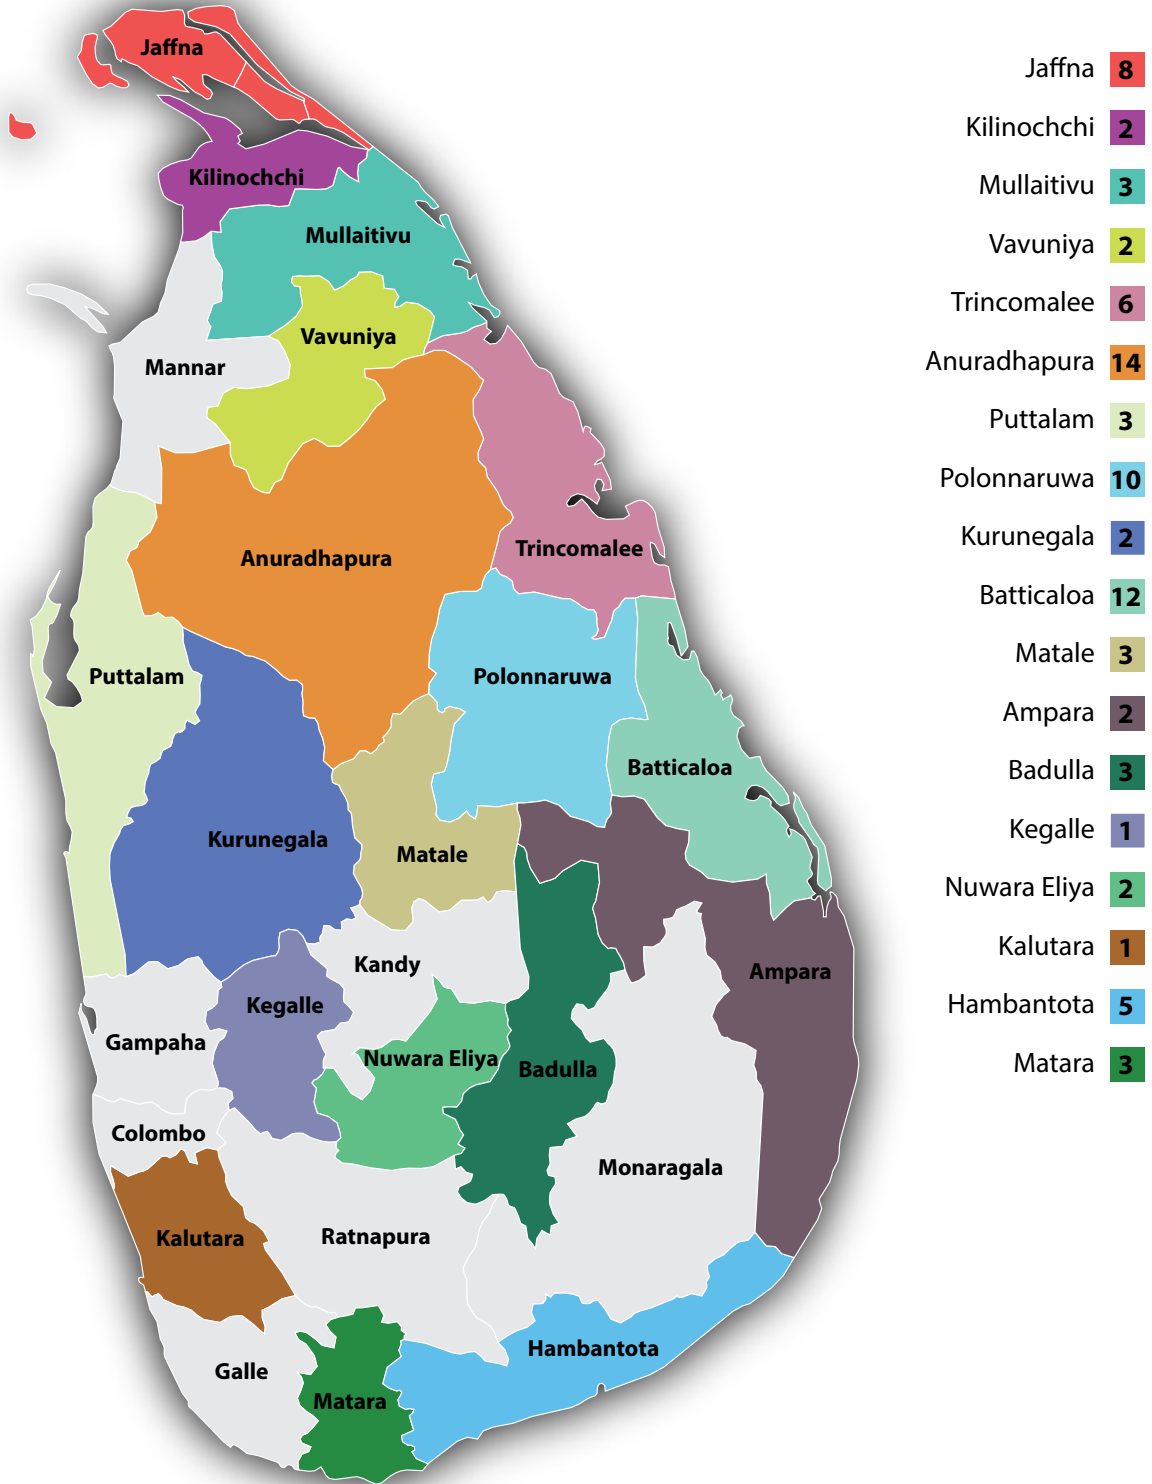 Jaffna
Kilinochchi
Mullaitivu
Vavuniya
Mannar
Anuradhapura
Trincomalee
Puttalam
Polonnaruwa
Batticaloa
Kurunegala
Matale
Kandy
Ampara
Kegalle
Gampaha
Nuwara Eliya
Badulla
Colombo
Monaragala
Kalutara
Ratnapura
Hambantota
Galle
Matara
Jaffna 8
Kilinochchi 2
Mullaitivu 3
Vavuniya 2
Trincomalee 6
Anuradhapura 14
Puttalam 3
Polonnaruwa 10
Kurunegala 2
Batticaloa 12
Matale 3
Ampara 2
Badulla 3
Kegalle 1
Nuwara Eliya 2
Kalutara 1
Hambantota 5
Matara 3